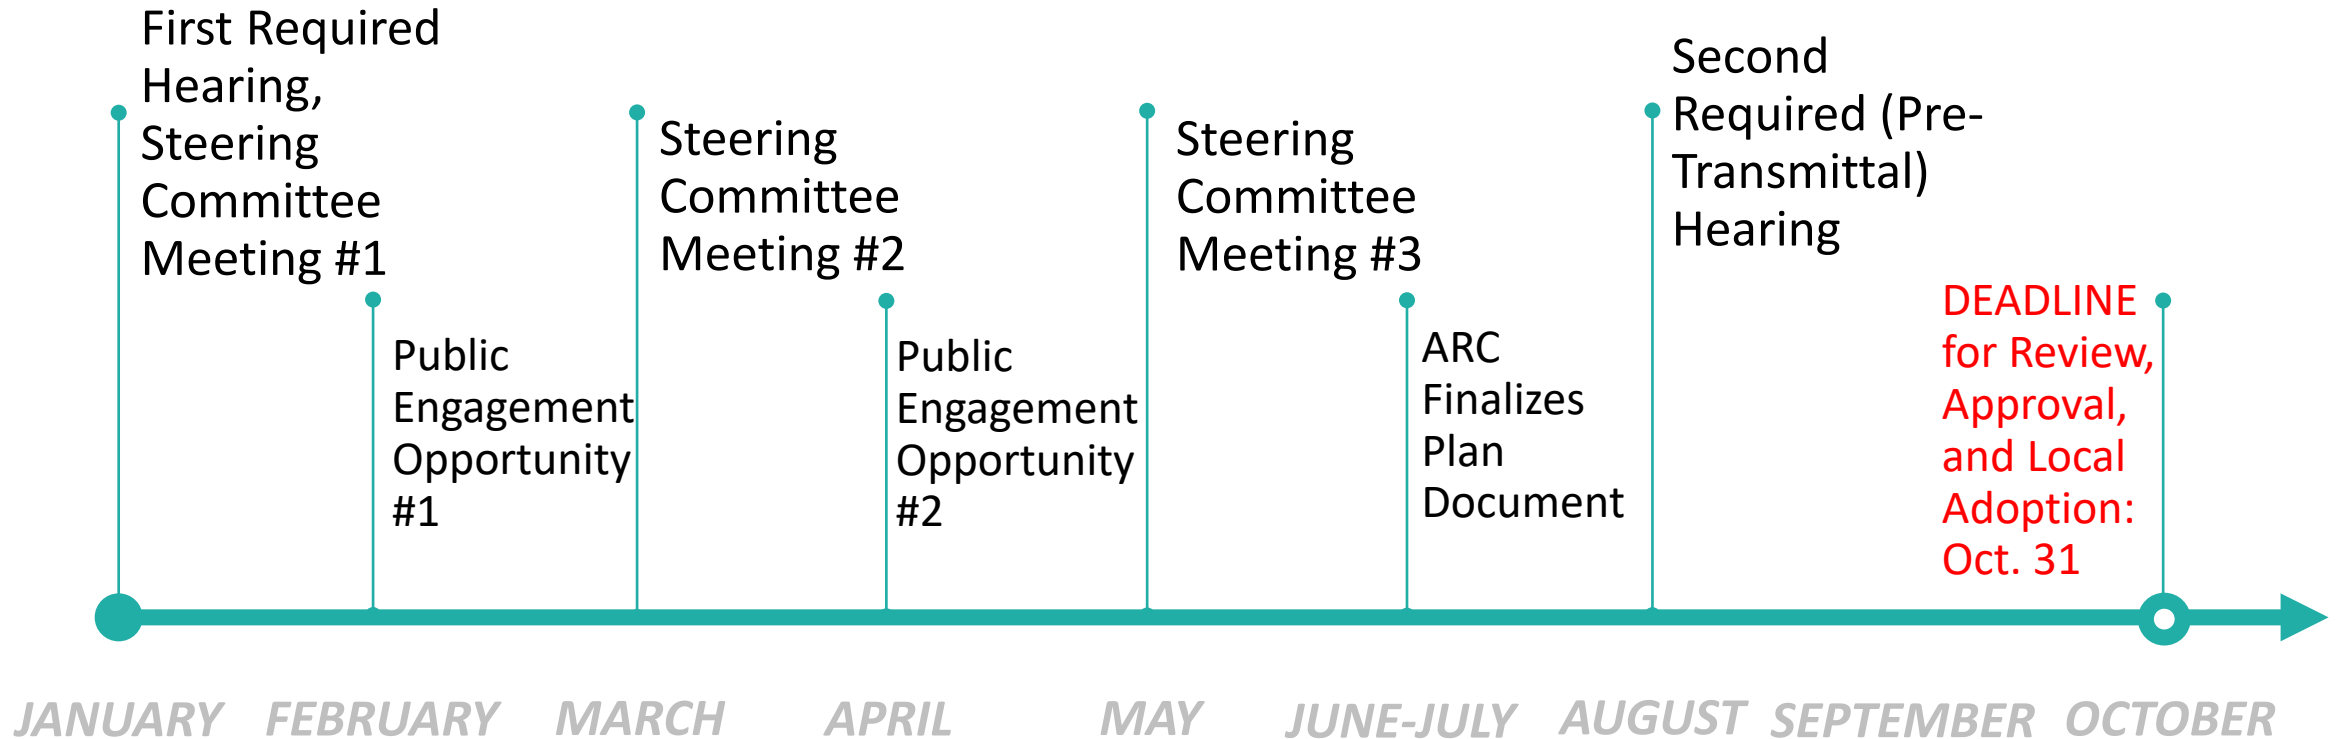 First Required
Hearing,
Steering
Committee
Meeting #1
Public
Engagement
Opportunity
#1
Steering
Committee
Meeting #2
Public
Engagement
Opportunity
#2
Steering
Committee
Meeting #3
ARC
Finalizes
Plan
Document
Second
Required (Pre-
Transmittal)
Hearing
DEADLINE
for Review,
Approval,
and Local
Adoption:
Oct. 31
JANUARY
FEBRUARY
MARCH
APRIL
MAY
JUNE-JULY
AUGUST
SEPTEMBER
OCTOBER